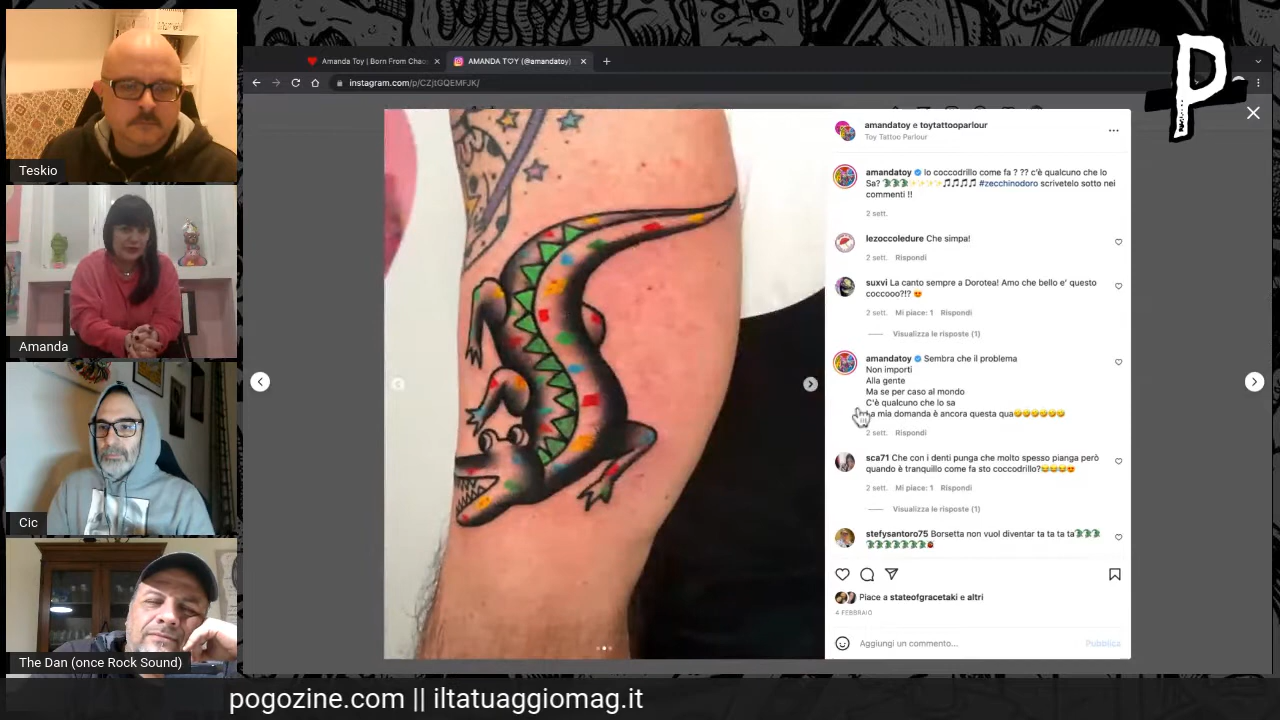 Teskio
Amanda
Cic
The Dan (once Rock Sound)
Amanda Toy | Born From Chao
AMANDA TOY (@amandatoy)
instagram.com/p/CZjtGQEMFJK/
P
amandatoy e toytattooparlour
Toy Tattoo Parlour
amandatoy Io coccodrillo come fa ? ?? c'è qualcuno che lo
Sa? 🐊🐊🐊✨✨✨🎵🎵🎵🎵 #zecchinodoro scrivetelo sotto nei
commenti !!
2 sett.
lezoccoledure Che simpa!
2 sett. Rispondi
suxvi La canto sempre a Dorotea! Amo che bello e' questo
coccooo?!? 😍
2 sett. Mi piace: 1 Rispondi
Visualizza le risposte (1)
amandatoy Sembra che il problema
Non importi
Alla gente
Ma se per caso al mondo
C'è qualcuno che lo sa
La mia domanda è ancora questa qua🤣🤣🤣🤣🤣🤣
2 sett. Rispondi
sca71 Che con i denti punga che molto spesso pianga però
quando è tranquillo come fa sto coccodrillo?😂😂😂😍
2 sett. Mi piace: 1 Rispondi
Visualizza le risposte (1)
stefysantoro75 Borsetta non vuol diventar ta ta ta ta🐊🐊🐊
🐊🐊🐊🐊🐊🐊🐊🐞
Piace a stateofgracetaki e altri
4 FEBBRAIO
Aggiungi un commento...
Pubblica
pogozine.com || iltatuaggiomag.it